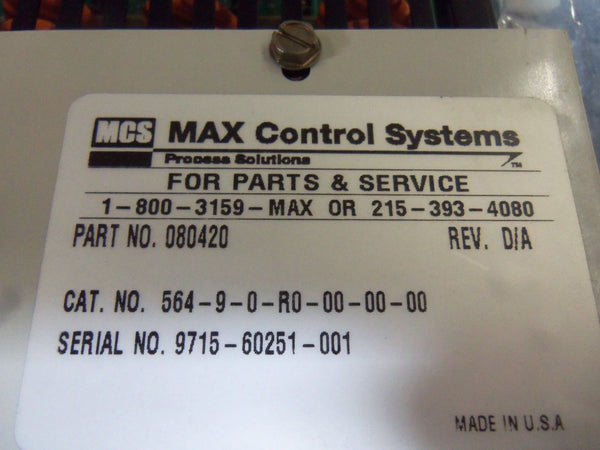 MCS MAX Control Systems
Process Solutions
TM
FOR PARTS & SERVICE
1-800-3159-MAX OR 215-393-4080
PART NO. 080420 REV. D/A
CAT. NO. 564-9-0-R0-00-00-00
SERIAL NO. 9715-60251-001
MADE IN U.S.A